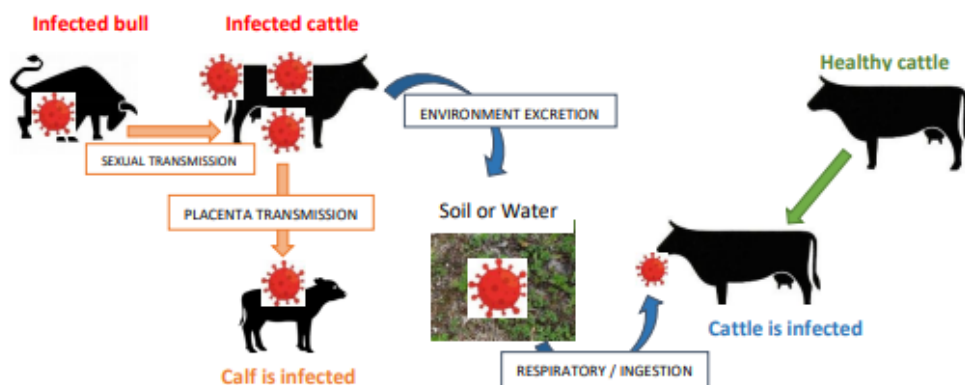 Infected bull
Infected cattle
Healthy cattle
ENVIRONMENT EXCRETION
SEXUAL TRANSMISSION
PLACENTA TRANSMISSION
Soil or Water
Cattle is infected
RESPIRATORY / INGESTION
Calf is infected